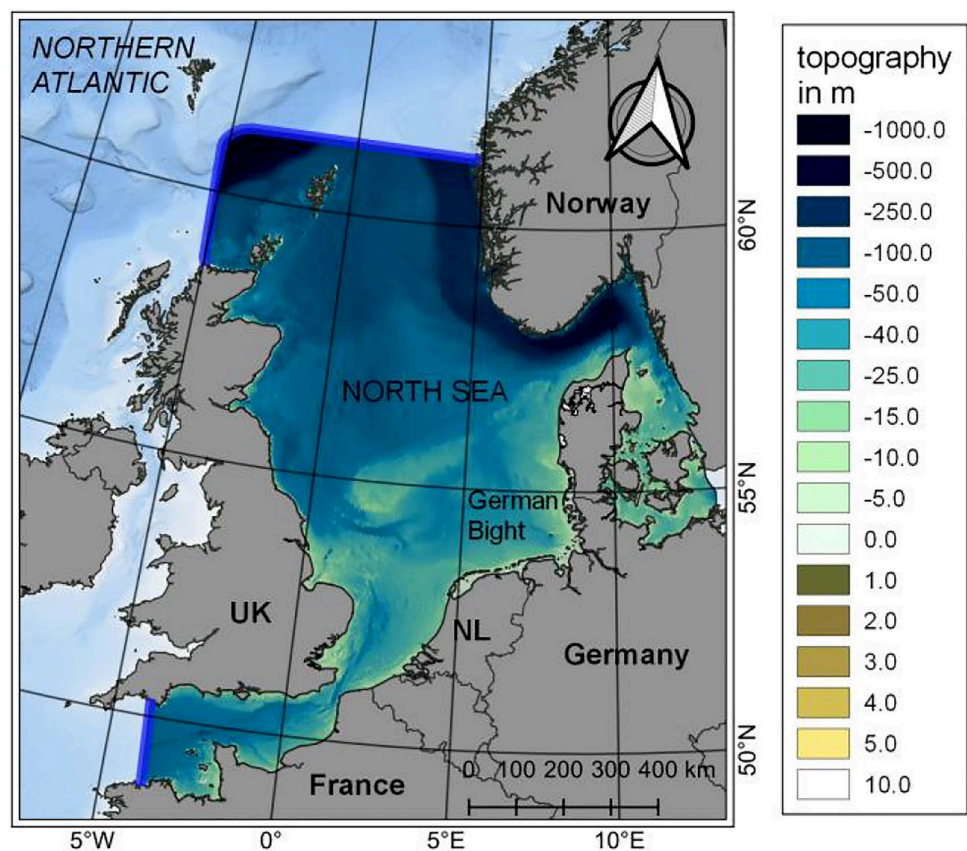 NORTHERN
ATLANTIC
Norway
NORTH SEA
German
Bight
UK
NL
Germany
France
0 100 200 300 400 km
60°N
55°N
50°N
5°W 0° 5°E 10°E
topography
in m
-1000.0
-500.0
-250.0
-100.0
-50.0
-40.0
-25.0
-15.0
-10.0
-5.0
0.0
1.0
2.0
3.0
4.0
5.0
10.0